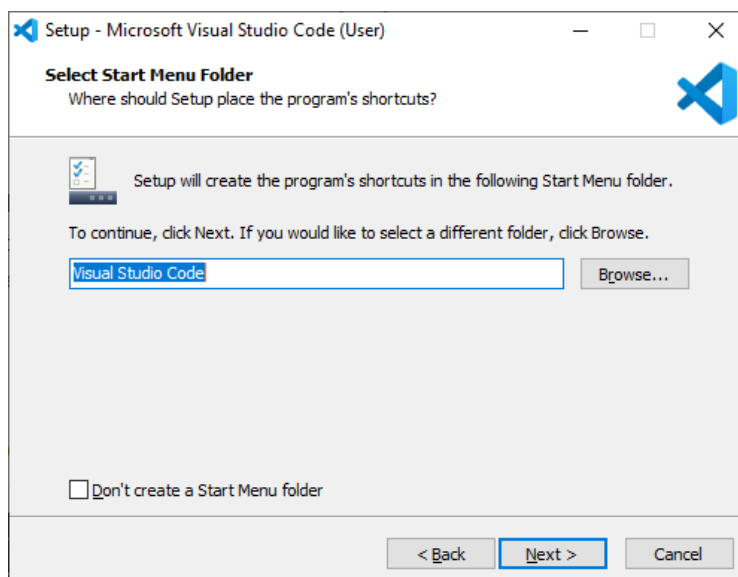 Setup - Microsoft Visual Studio Code (User)
Select Start Menu Folder
Where should Setup place the program's shortcuts?
Setup will create the program's shortcuts in the following Start Menu folder.
To continue, click Next. If you would like to select a different folder, click Browse.
Visual Studio Code
Browse...
Don't create a Start Menu folder
< Back
Next >
Cancel